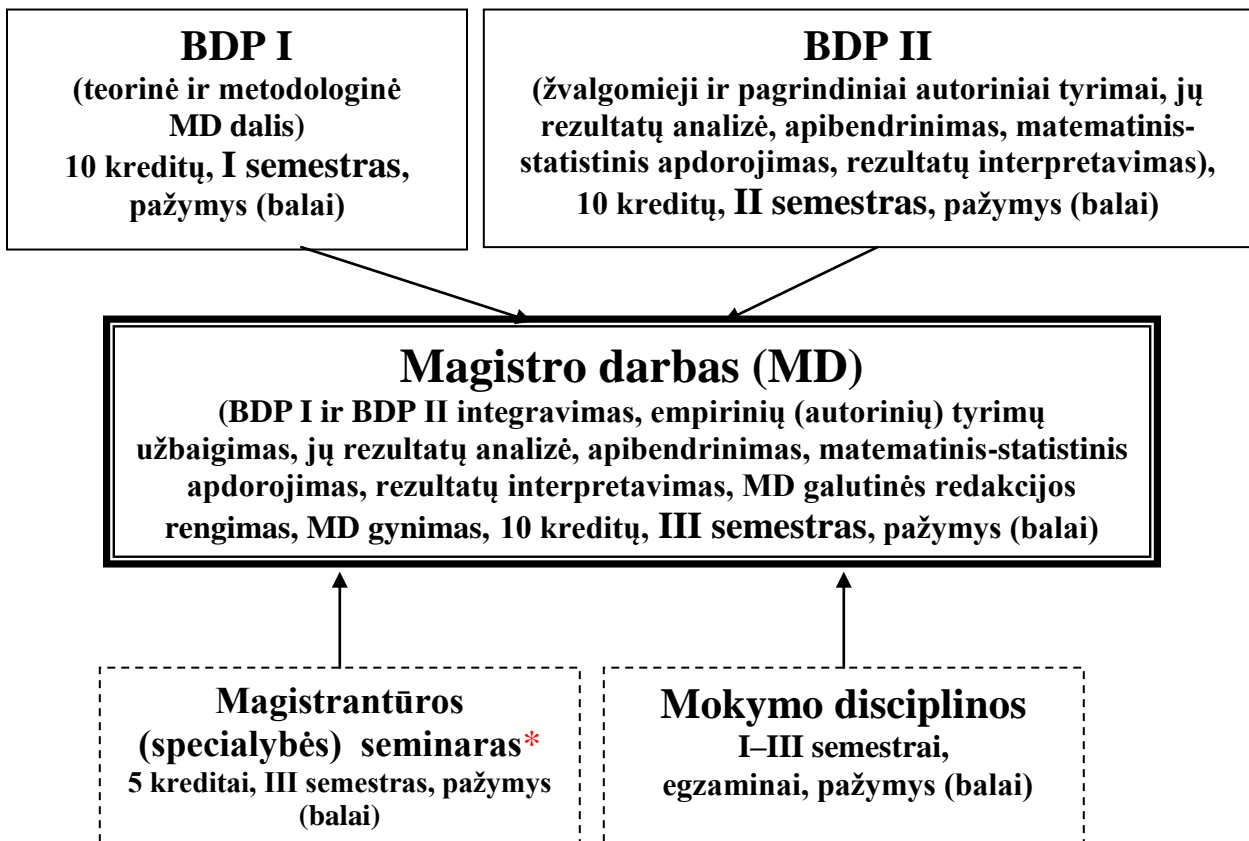 BDP I
(teorinė ir metodologinė
MD dalis)
10 kreditų, I semestras,
pažymys (balai)
BDP II
(žvalgomieji ir pagrindiniai autoriniai tyrimai, jų
rezultatų analizė, apibendrinimas, matematinis-
statistinis apdorojimas, rezultatų interpretavimas),
10 kreditų, II semestras, pažymys (balai)
Magistro darbas (MD)
(BDP I ir BDP II integravimas, empirinių (autorinių) tyrimų
užbaigimas, jų rezultatų analizė, apibendrinimas, matematinis-statistinis
apdorojimas, rezultatų interpretavimas, MD galutinės redakcijos
rengimas, MD gynimas, 10 kreditų, III semestras, pažymys (balai)
Magistrantūros
(specialybės) seminaras*
5 kreditai, III semestras, pažymys
(balai)
Mokymo disciplinos
I–III semestrai,
egzaminai, pažymys (balai)